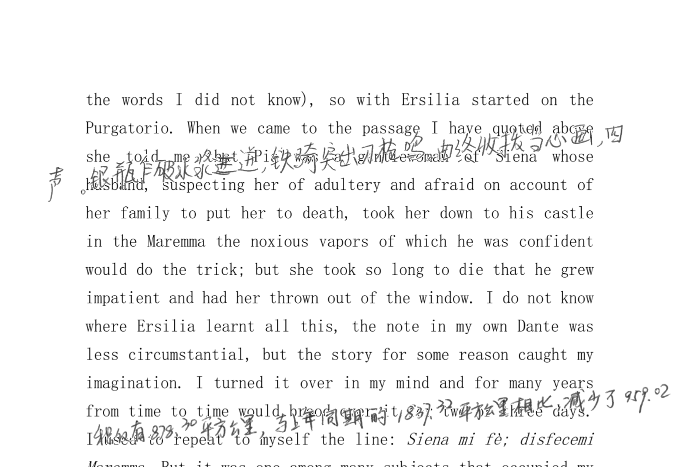 the words I did not know), so with Ersilia started on the
Purgatorio. When we came to the passage I have quoted above
声。银瓶乍破水浆迸,铁骑突出刀枪鸣。曲终收拨当心画,四
she told me that Pia was a gentlewoman of Siena whose
husband, suspecting her of adultery and afraid on account of
her family to put her to death, took her down to his castle
in the Maremma the noxious vapors of which he was confident
would do the trick; but she took so long to die that he grew
impatient and had her thrown out of the window. I do not know
where Ersilia learnt all this, the note in my own Dante was
less circumstantial, but the story for some reason caught my
imagination. I turned it over in my mind and for many years
from time to time would brood over it for two or three days.
积仅有878.30平方公里,与上年同期的1837.32平方公里相比,减少了959.02
I used to repeat to myself the line: Siena mi fè; disfecemi
Maremma. But it was one among many subjects that occupied my